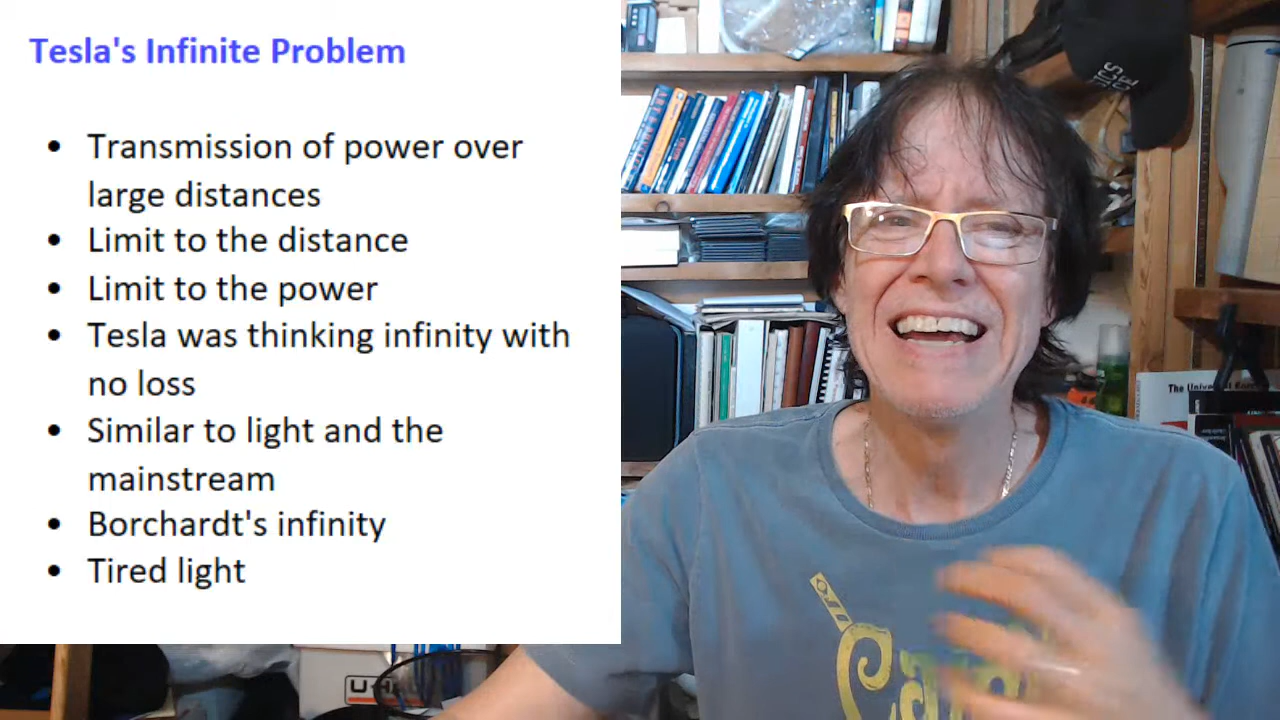 Tesla's Infinite Problem
• Transmission of power over
large distances
• Limit to the distance
• Limit to the power
• Tesla was thinking infinity with
no loss
• Similar to light and the
mainstream
• Borchardt's infinity
• Tired light